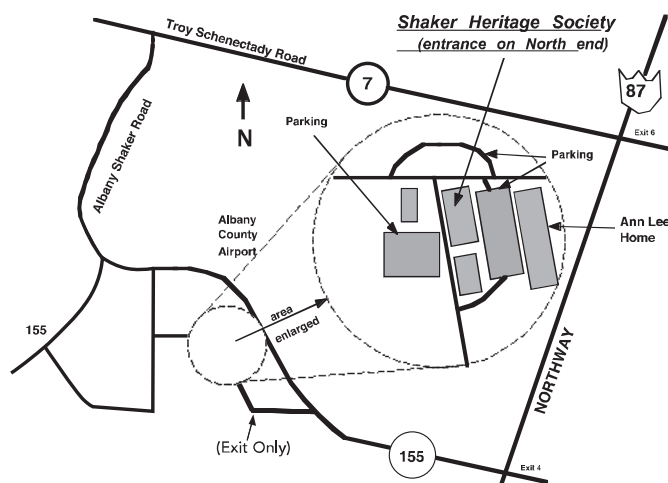 Shaker Heritage Society
(entrance on North end)
Troy Schenectady Road
7
87
Exit 6
N
Parking
Parking
Albany Shaker Road
Albany
County
Airport
Ann Lee
Home
area
enlarged
155
NORTHWAY
(Exit Only)
155
Exit 4